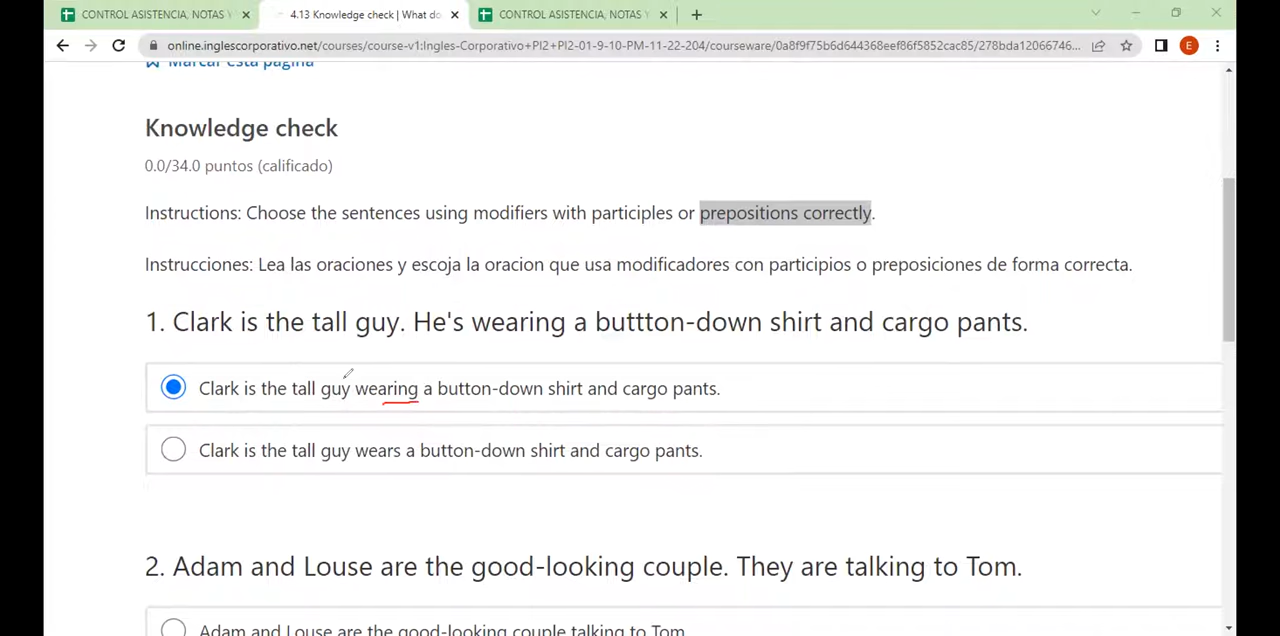 CONTROL ASISTENCIA, NOTAS Y
4.13 Knowledge check | What do
CONTROL ASISTENCIA, NOTAS Y
online.inglescorporativo.net/courses/course-v1:Ingles-Corporativo+PI2+PI2-01-9-10-PM-11-22-204/courseware/0a8f9f75b6d644368eef86f5852cac85/278bda12066746...
E
Marcar esta página
Knowledge check
0.0/34.0 puntos (calificado)
Instructions: Choose the sentences using modifiers with participles or prepositions correctly.
Instrucciones: Lea las oraciones y escoja la oracion que usa modificadores con participios o preposiciones de forma correcta.
1. Clark is the tall guy. He's wearing a buttton-down shirt and cargo pants.
Clark is the tall guy wearing a button-down shirt and cargo pants.
Clark is the tall guy wears a button-down shirt and cargo pants.
2. Adam and Louse are the good-looking couple. They are talking to Tom.
Adam and Louse are the good-looking couple talking to Tom.